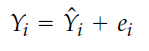 Yᵢ = Ŷᵢ + eᵢ